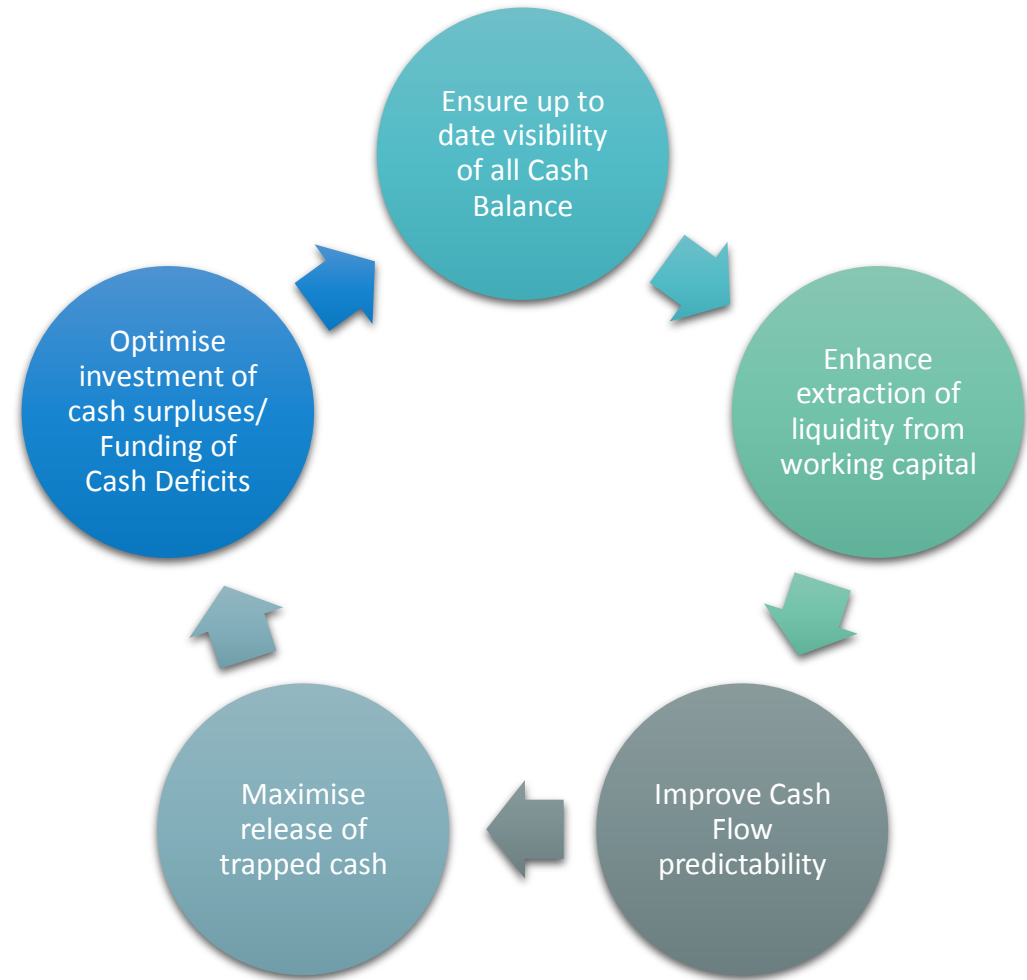 Ensure up to
date visibility
of all Cash
Balance
Enhance
extraction of
liquidity from
working capital
Improve Cash
Flow
predictability
Maximise
release of
trapped cash
Optimise
investment of
cash surpluses/
Funding of
Cash Deficits